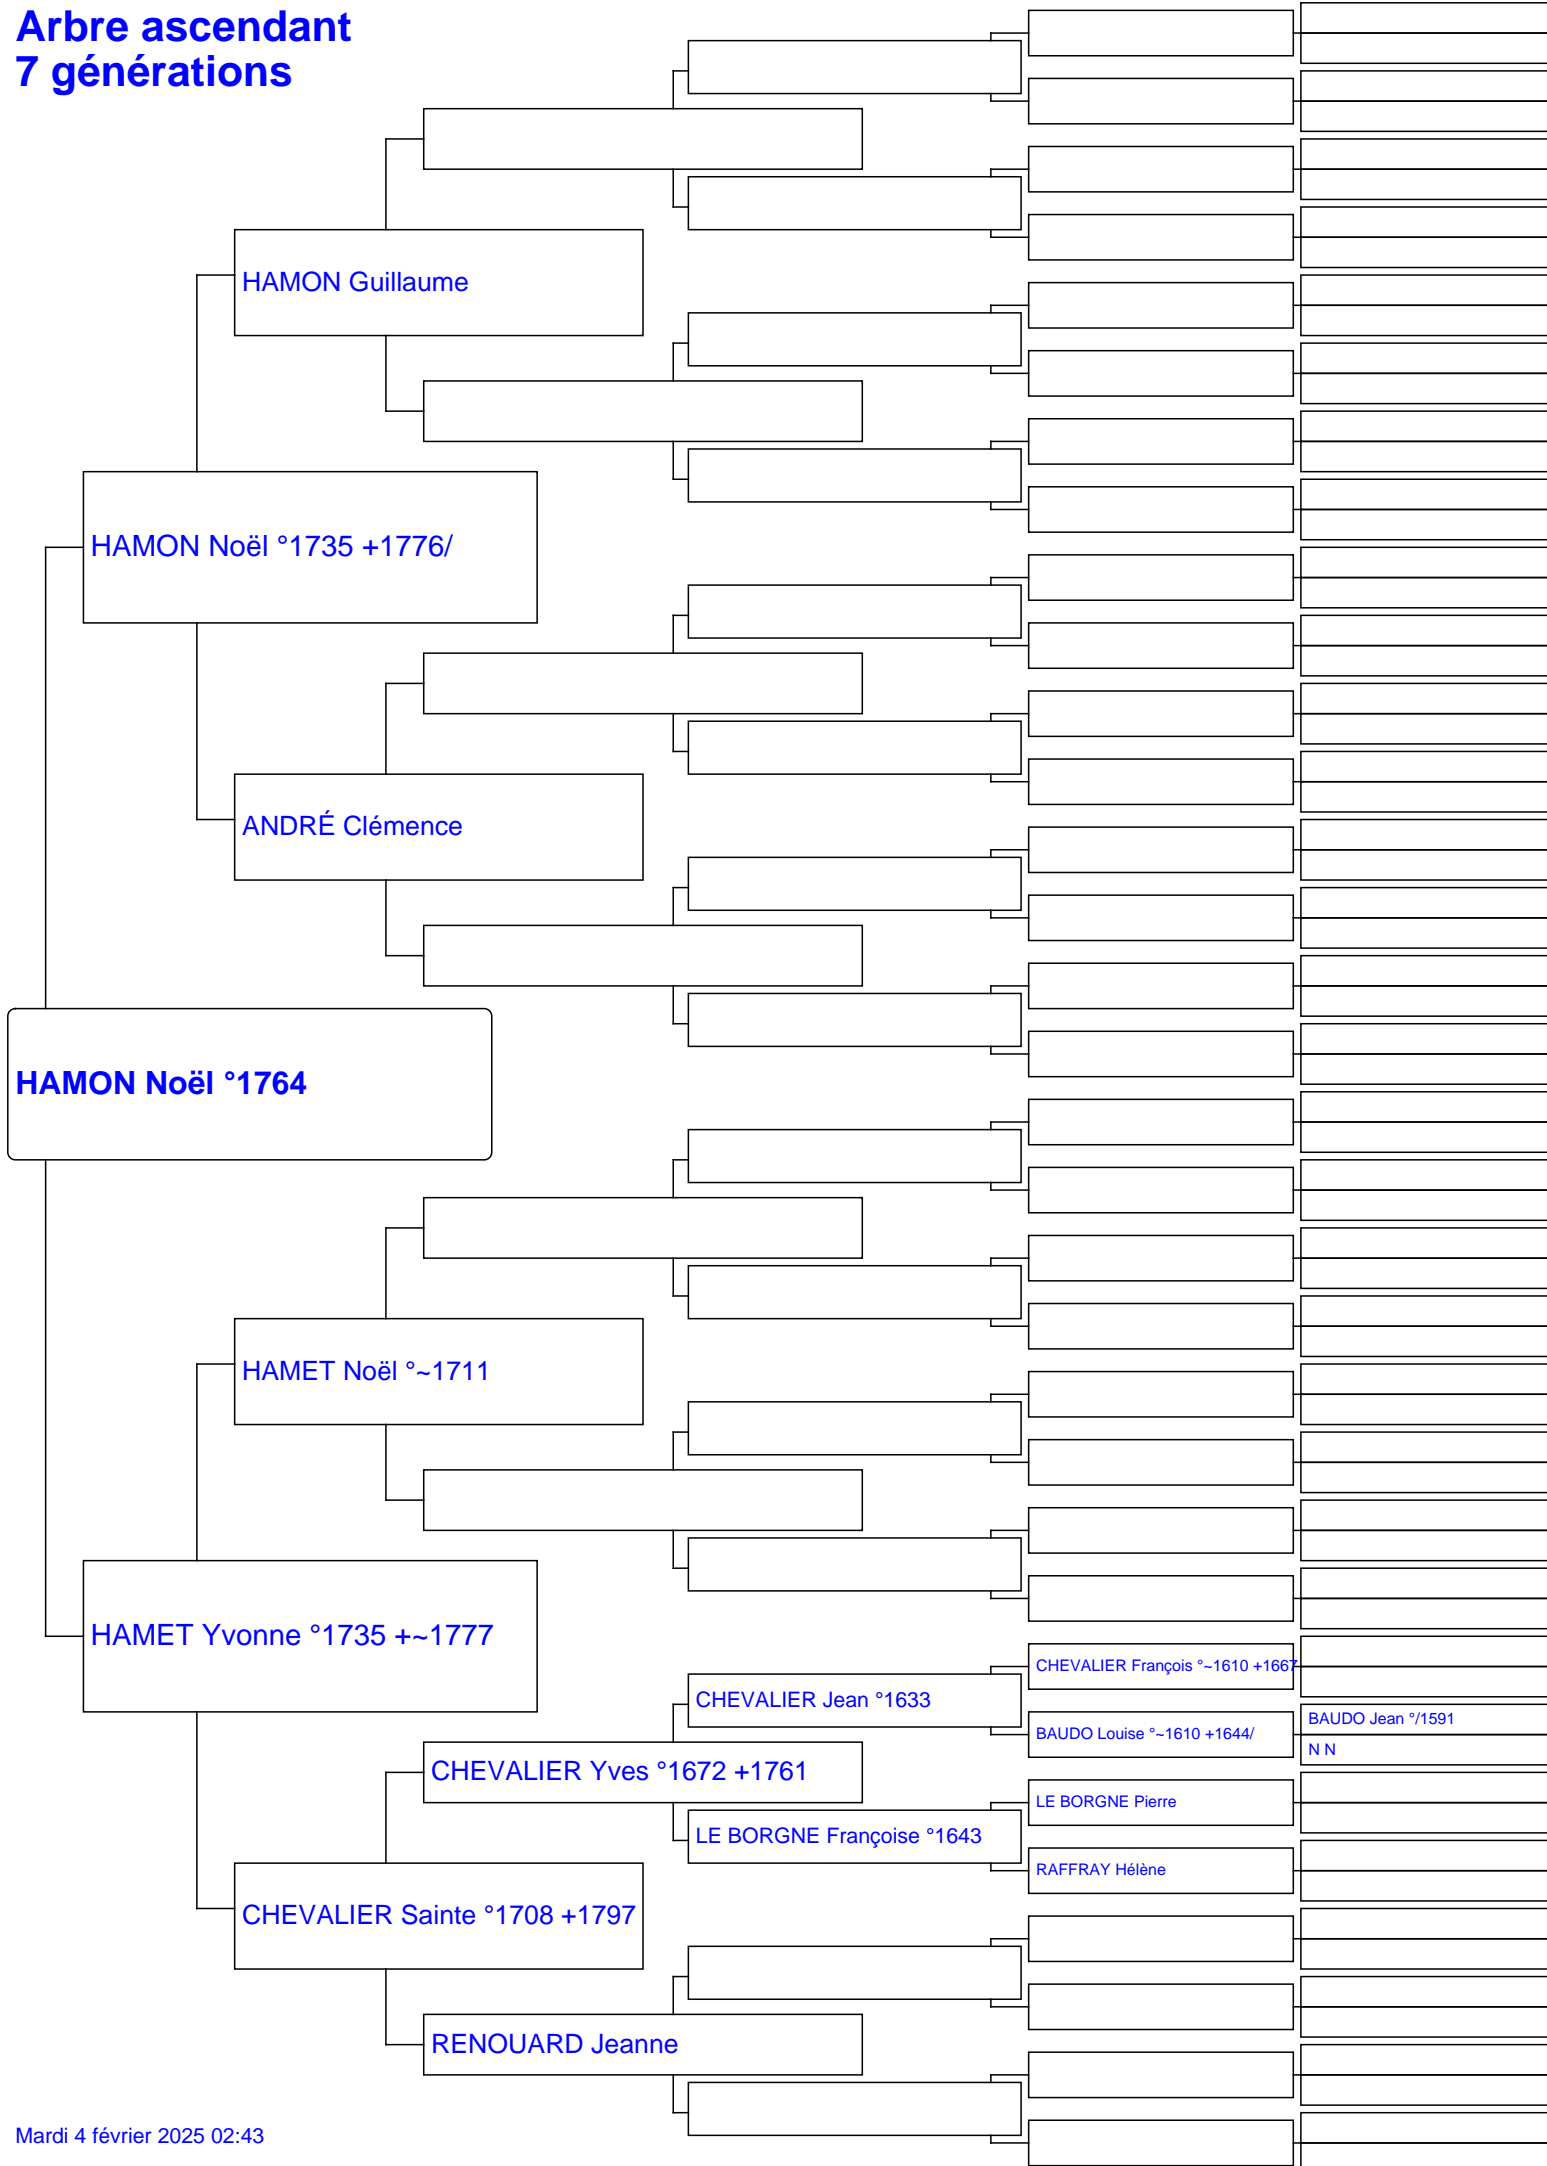 Arbre ascendant
7 générations
HAMON Guillaume
HAMON Noël °1735 +1776/
ANDRÉ Clémence
HAMON Noël °1764
HAMET Noël °~1711
HAMET Yvonne °1735 +~1777
CHEVALIER François °~1610 +1667
CHEVALIER Jean °1633
BAUDO Jean °/1591
BAUDO Louise °~1610 +1644/
N N
CHEVALIER Yves °1672 +1761
LE BORGNE Pierre
LE BORGNE Françoise °1643
RAFFRAY Hélène
CHEVALIER Sainte °1708 +1797
RENOUARD Jeanne
Mardi 4 février 2025 02:43